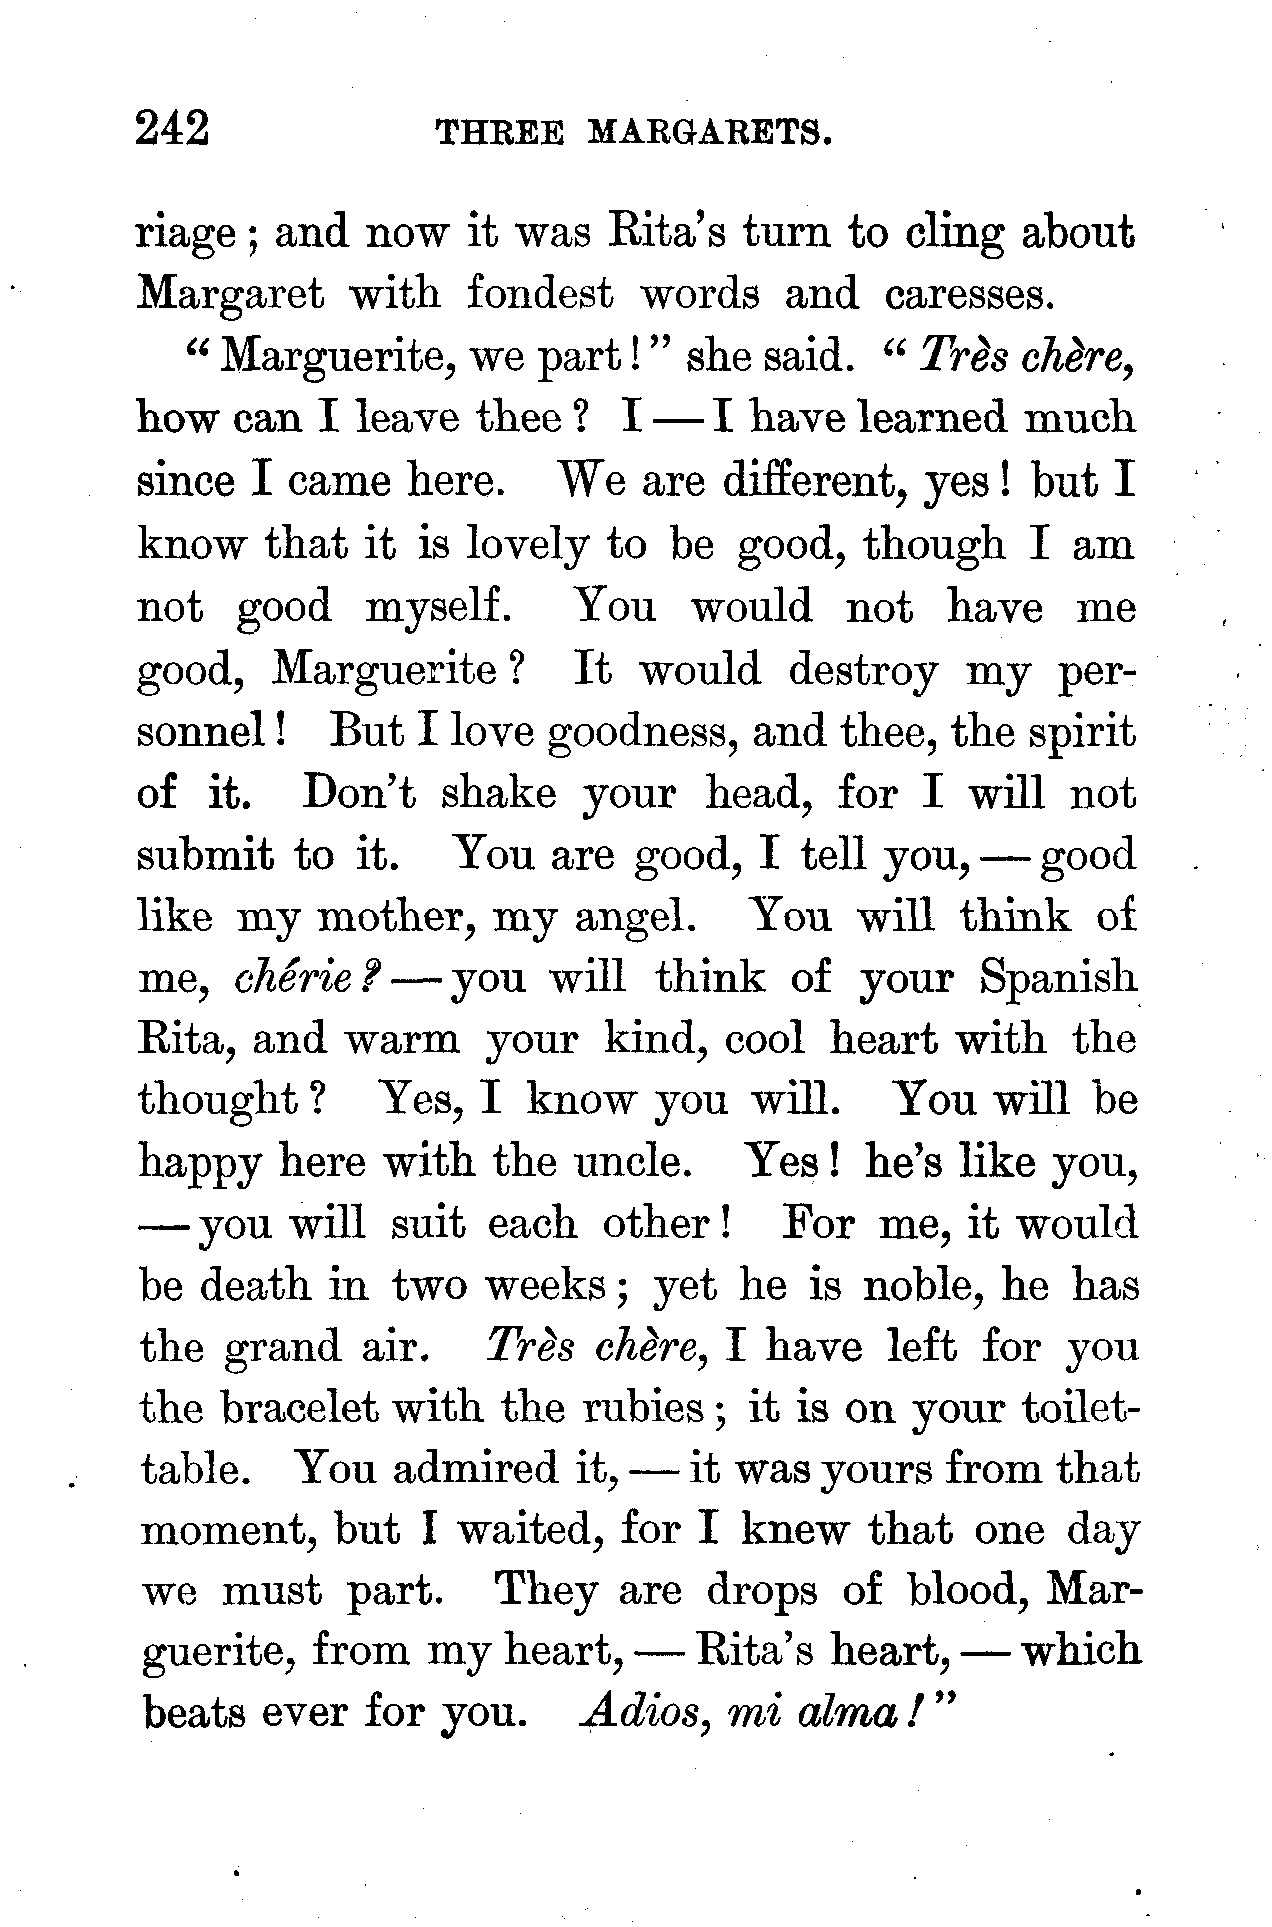 242 THREE MARGARETS.
riage; and now it was Rita's turn to cling about
Margaret with fondest words and caresses.
"Marguerite, we part!" she said. "Très chère,
how can I leave thee? I—I have learned much
since I came here. We are different, yes! but I
know that it is lovely to be good, though I am
not good myself. You would not have me
good, Marguerite? It would destroy my per-
sonnel! But I love goodness, and thee, the spirit
of it. Don't shake your head, for I will not
submit to it. You are good, I tell you,—good
like my mother, my angel. You will think of
me, chérie?—you will think of your Spanish
Rita, and warm your kind, cool heart with the
thought? Yes, I know you will. You will be
happy here with the uncle. Yes! he's like you,
—you will suit each other! For me, it would
be death in two weeks; yet he is noble, he has
the grand air. Très chère, I have left for you
the bracelet with the rubies; it is on your toilet-
table. You admired it,—it was yours from that
moment, but I waited, for I knew that one day
we must part. They are drops of blood, Mar-
guerite, from my heart,—Rita's heart,—which
beats ever for you. Adios, mi alma!"